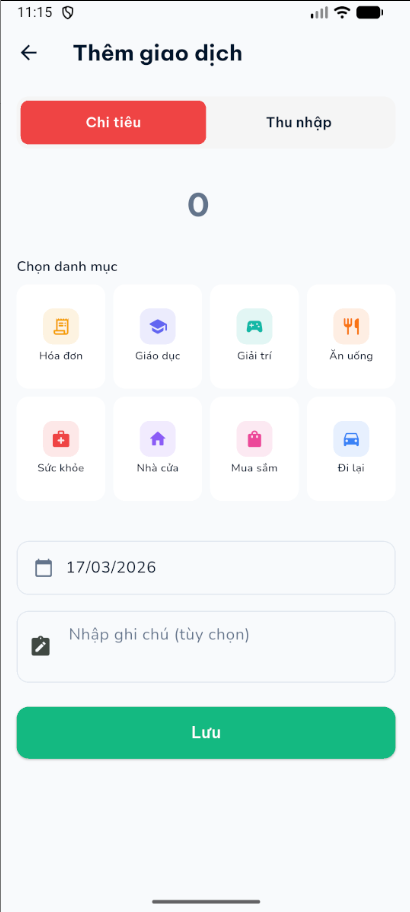 11:15
Thêm giao dịch
Chi tiêu
Thu nhập
0
Chọn danh mục
Hóa đơn
Giáo dục
Giải trí
Ăn uống
Sức khỏe
Nhà cửa
Mua sắm
Đi lại
17/03/2026
Nhập ghi chú (tùy chọn)
Lưu